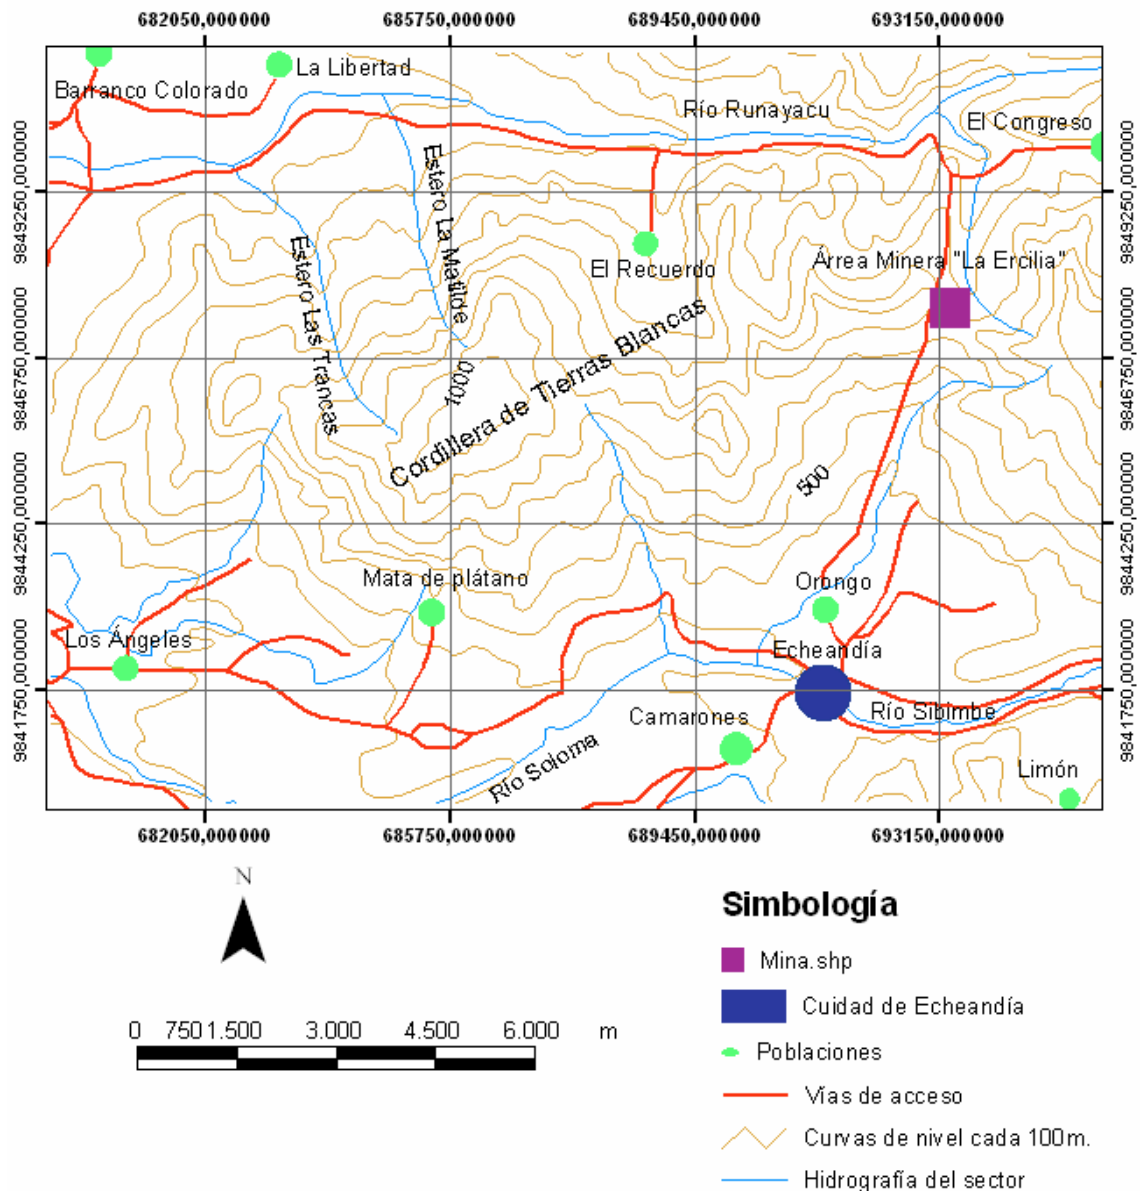 682050,000000 685750,000000 689450,000000 693150,000000
La Libertad
Barranco Colorado
Río Runayacu
El Congreso
9849250,000000
9849250,000000
Estero La Matilde
Estero Las Trancas
El Recuerdo
Árrea Minera "La Ercilia"
9846750,000000
9846750,000000
1000
Cordillera de Tierras Blancas
500
9844250,000000
9844250,000000
Mata de plátano
Orongo
Los Ángeles
Echeandía
9841750,000000
9841750,000000
Camarones
Río Sibimbe
Río Soloma
Limón
682050,000000 685750,000000 689450,000000 693150,000000
N
Simbología
Mina.shp
Cuidad de Echeandía
0 750 1.500 3.000 4.500 6.000 m
Poblaciones
Vías de acceso
Curvas de nivel cada 100m.
Hidrografía del sector